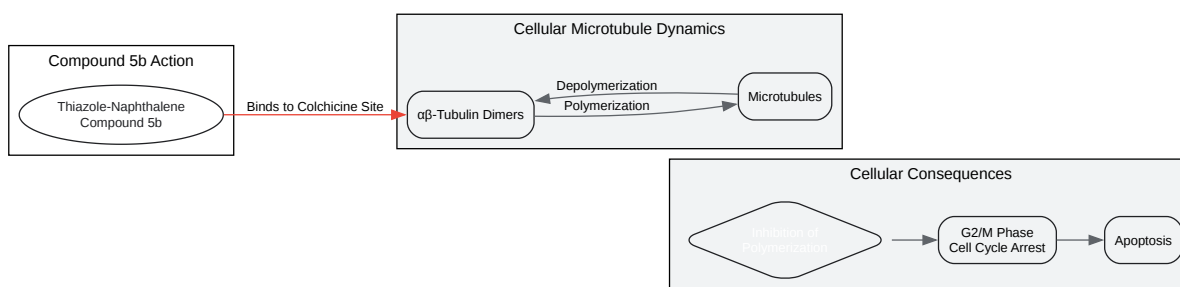 Compound 5b Action
Thiazole-Naphthalene
Compound 5b
Binds to Colchicine Site
Cellular Microtubule Dynamics
αβ-Tubulin Dimers
Depolymerization
Polymerization
Microtubules
Cellular Consequences
Inhibition of
Polymerization
G2/M Phase
Cell Cycle Arrest
Apoptosis